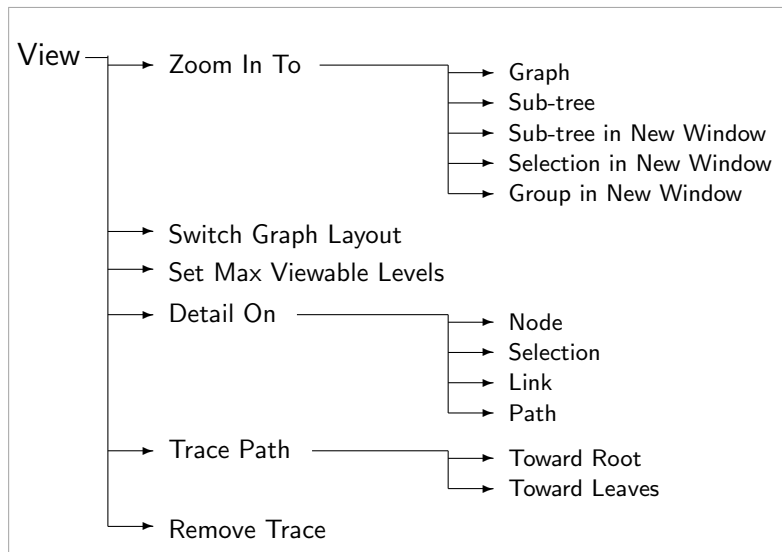 View
Zoom In To
Graph
Sub-tree
Sub-tree in New Window
Selection in New Window
Group in New Window
Switch Graph Layout
Set Max Viewable Levels
Detail On
Node
Selection
Link
Path
Trace Path
Toward Root
Toward Leaves
Remove Trace